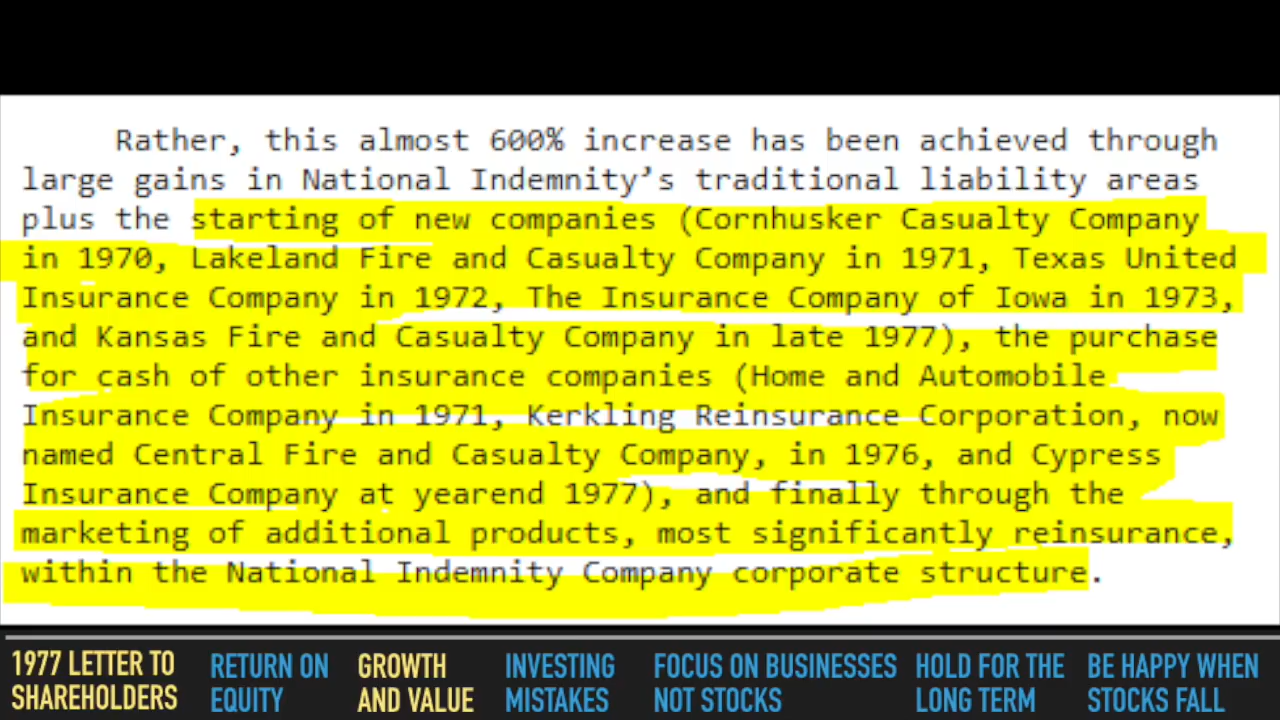 Rather, this almost 600% increase has been achieved through
large gains in National Indemnity’s traditional liability areas
plus the starting of new companies (Cornhusker Casualty Company
in 1970, Lakeland Fire and Casualty Company in 1971, Texas United
Insurance Company in 1972, The Insurance Company of Iowa in 1973,
and Kansas Fire and Casualty Company in late 1977), the purchase
for cash of other insurance companies (Home and Automobile
Insurance Company in 1971, Kerkling Reinsurance Corporation, now
named Central Fire and Casualty Company, in 1976, and Cypress
Insurance Company at yearend 1977), and finally through the
marketing of additional products, most significantly reinsurance,
within the National Indemnity Company corporate structure.
1977 LETTER TO
SHAREHOLDERS
RETURN ON
EQUITY
GROWTH
AND VALUE
INVESTING
MISTAKES
FOCUS ON BUSINESSES
NOT STOCKS
HOLD FOR THE
LONG TERM
BE HAPPY WHEN
STOCKS FALL